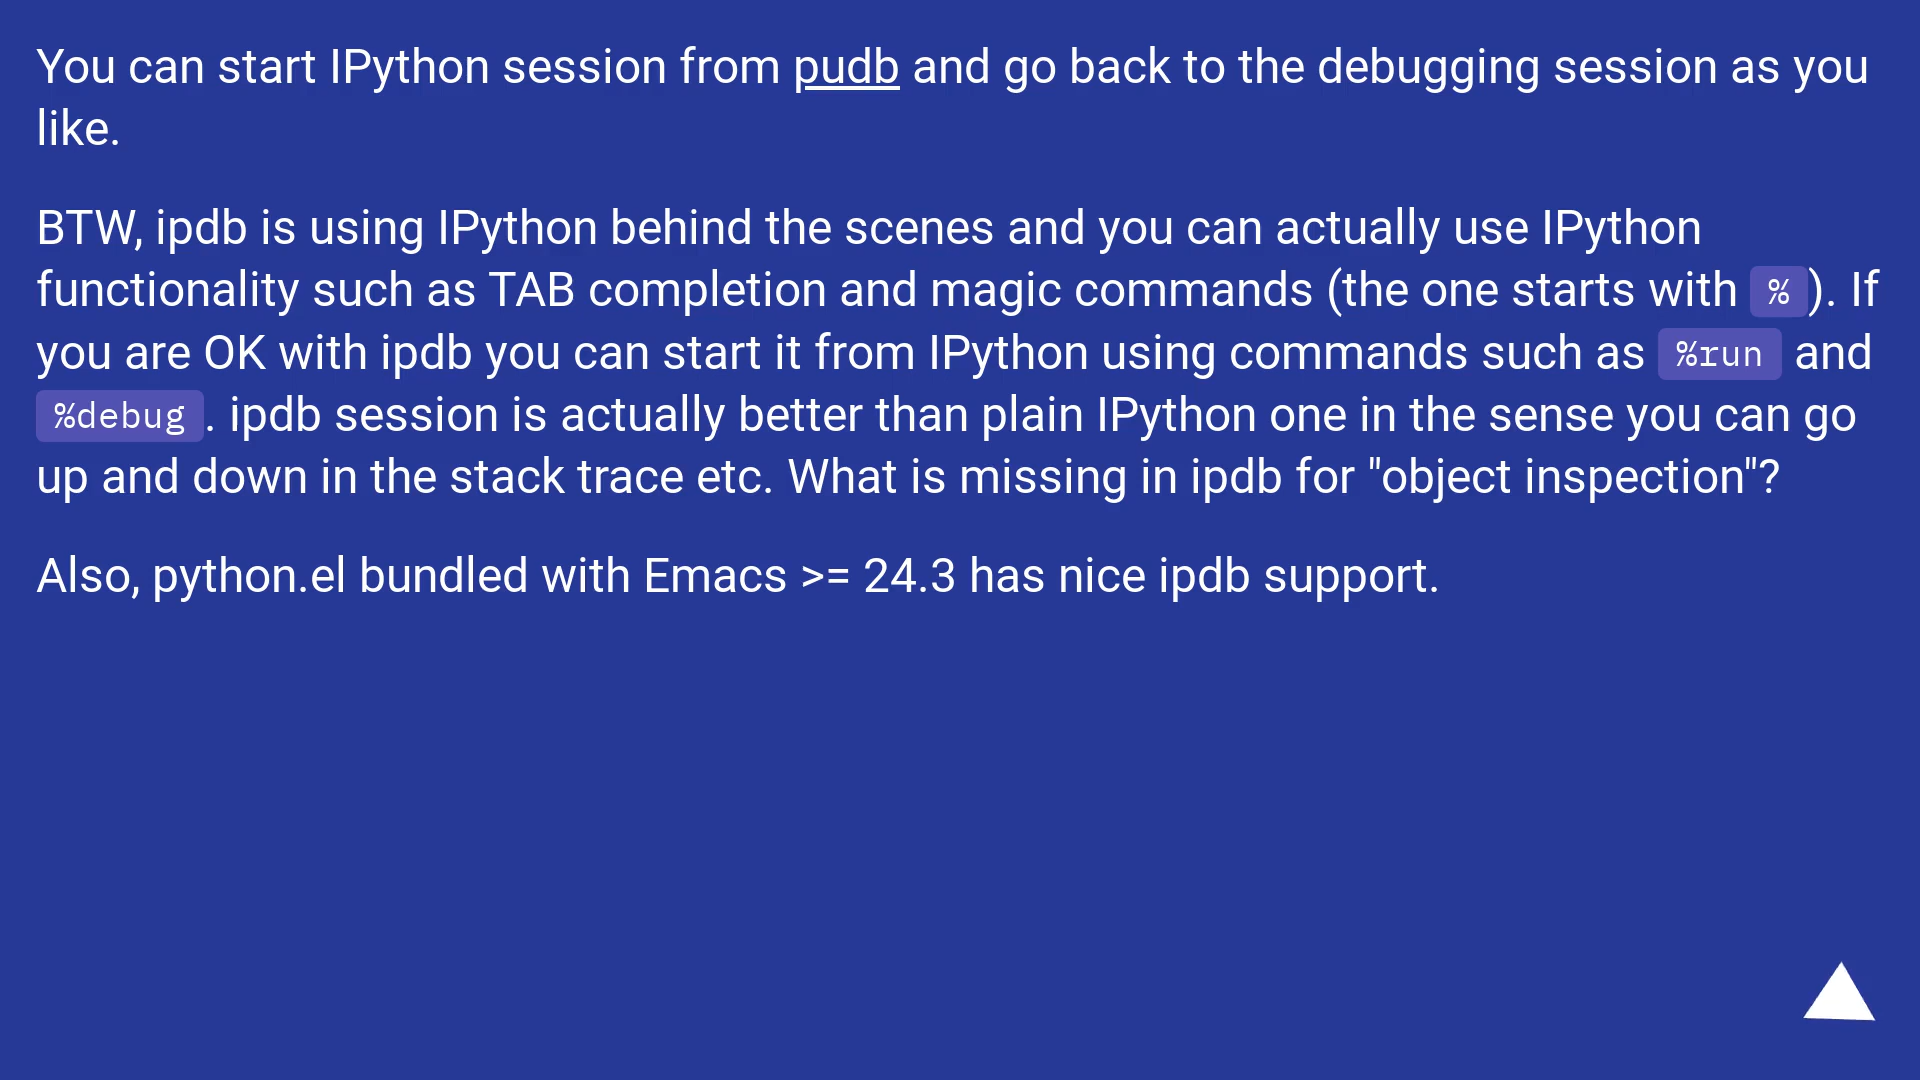 You can start IPython session from pudb and go back to the debugging session as you
like.
BTW, ipdb is using IPython behind the scenes and you can actually use IPython
functionality such as TAB completion and magic commands (the one starts with %). If
you are OK with ipdb you can start it from IPython using commands such as %run and
%debug. ipdb session is actually better than plain IPython one in the sense you can go
up and down in the stack trace etc. What is missing in ipdb for "object inspection"?
Also, python.el bundled with Emacs >= 24.3 has nice ipdb support.